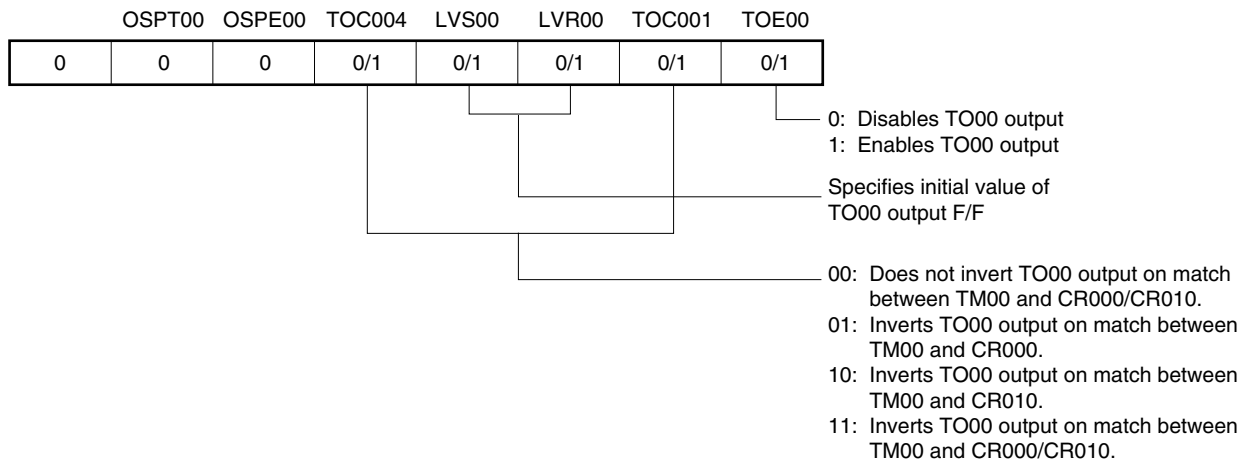 OSPT00 OSPE00 TOC004 LVS00 LVR00 TOC001 TOE00
0 0 0 0/1 0/1 0/1 0/1 0/1
0: Disables TO00 output
1: Enables TO00 output
Specifies initial value of
TO00 output F/F
00: Does not invert TO00 output on match
between TM00 and CR000/CR010.
01: Inverts TO00 output on match between
TM00 and CR000.
10: Inverts TO00 output on match between
TM00 and CR010.
11: Inverts TO00 output on match between
TM00 and CR000/CR010.